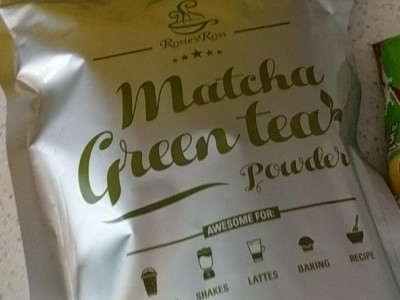 Rosie & Ross
Matcha
Green tea
Powder
AWESOME FOR:
SHAKES LATTES BAKING RECIPE